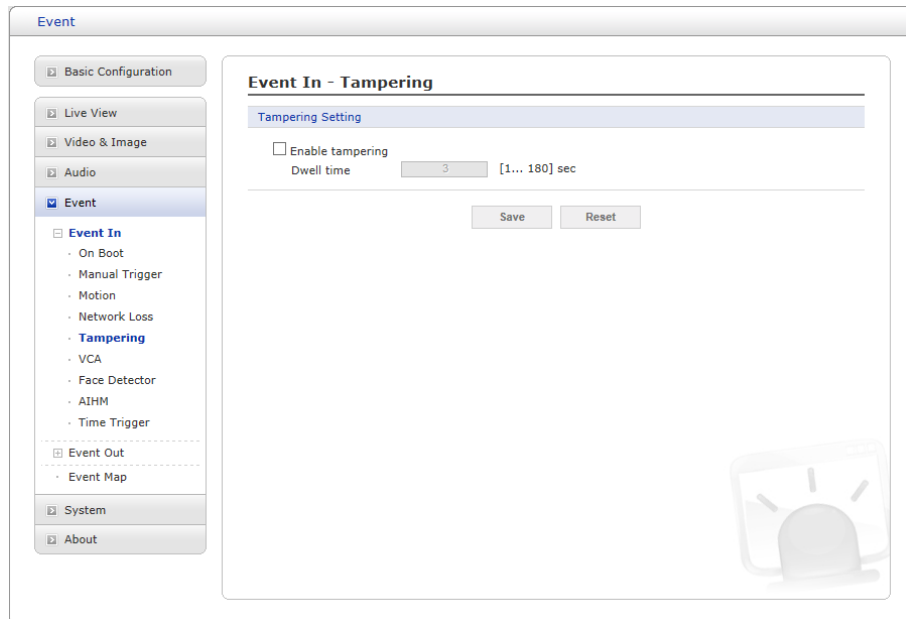 Event
Basic Configuration
Live View
Video & Image
Audio
Event
Event In
On Boot
Manual Trigger
Motion
Network Loss
Tampering
VCA
Face Detector
AIHM
Time Trigger
Event Out
Event Map
System
About
Event In - Tampering
Tampering Setting
Enable tampering
Dwell time 3 [1... 180] sec
Save Reset